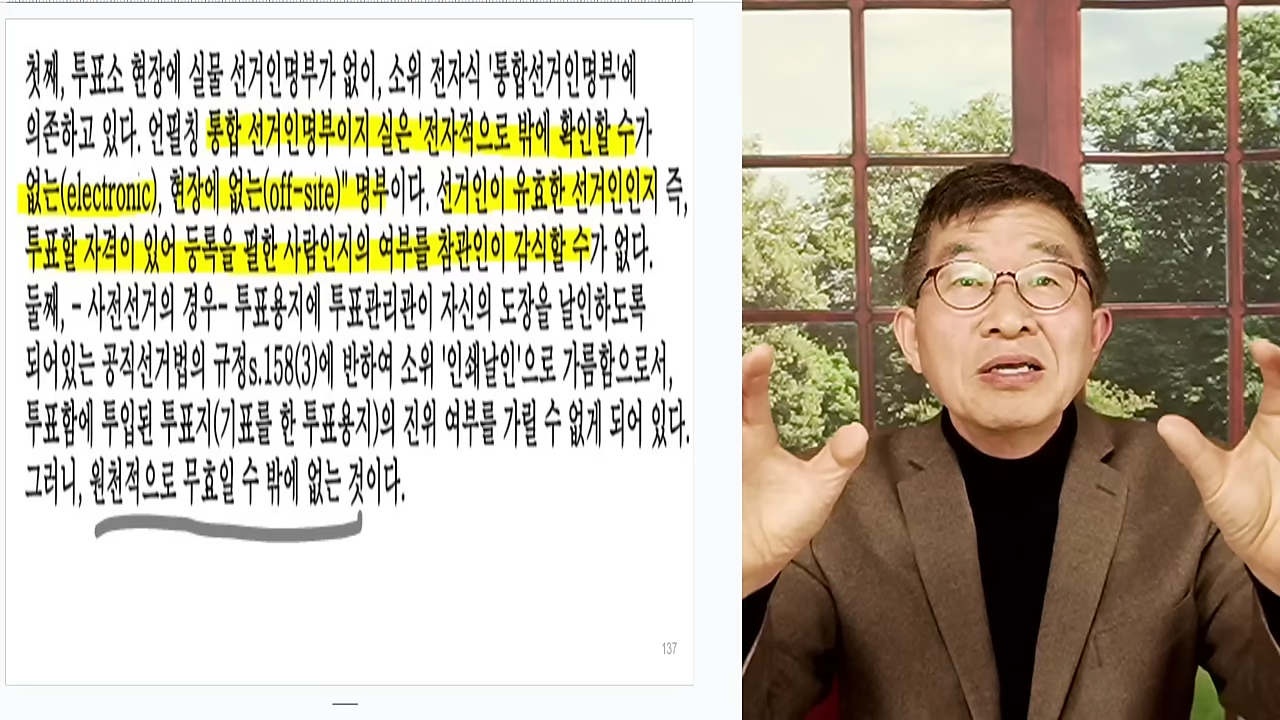 첫째, 투표소 현장에 실물 선거인명부가 없이, 소위 전자식 '통합선거인명부'에
의존하고 있다. 언필칭 통합 선거인명부이지 실은 '전자적으로 밖에 확인할 수가
없는(electronic), 현장에 없는(off-site)" 명부이다. 선거인이 유효한 선거인인지 즉,
투표할 자격이 있어 등록을 필한 사람인지의 여부를 참관인이 감식할 수가 없다.
둘째, - 사전선거의 경우- 투표용지에 투표관리관이 자신의 도장을 날인하도록
되어있는 공직선거법의 규정s.158(3)에 반하여 소위 '인쇄날인'으로 가름함으로서,
투표함에 투입된 투표지(기표를 한 투표용지)의 진위 여부를 가릴 수 없게 되어 있다.
그러니, 원천적으로 무효일 수 밖에 없는 것이다.
137